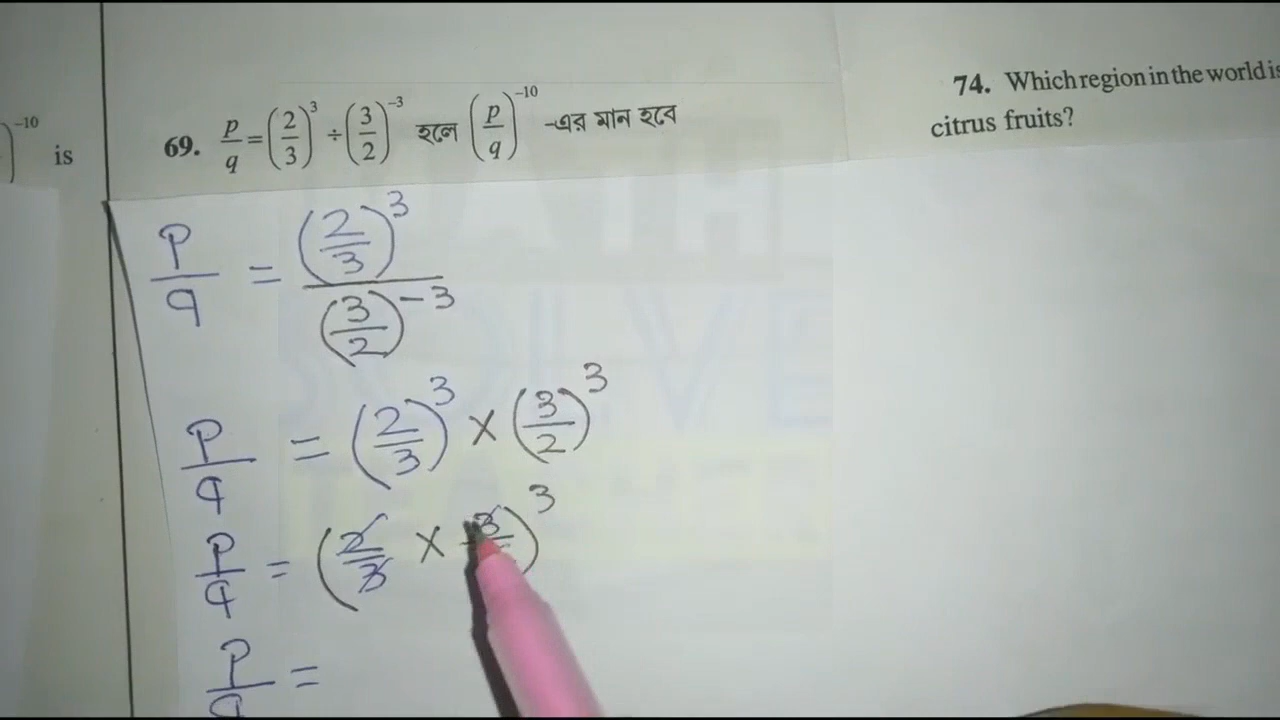 )^-10 is
69. p/q = (2/3)^3 ÷ (3/2)^-3 হলে (p/q)^-10 -এর মান হবে
74. Which region in the world is
citrus fruits?
P/q = (2/3)^3 / (3/2)^-3
P/q = (2/3)^3 × (3/2)^3
P/q = (2/3 × 3/ )^3
P/q =